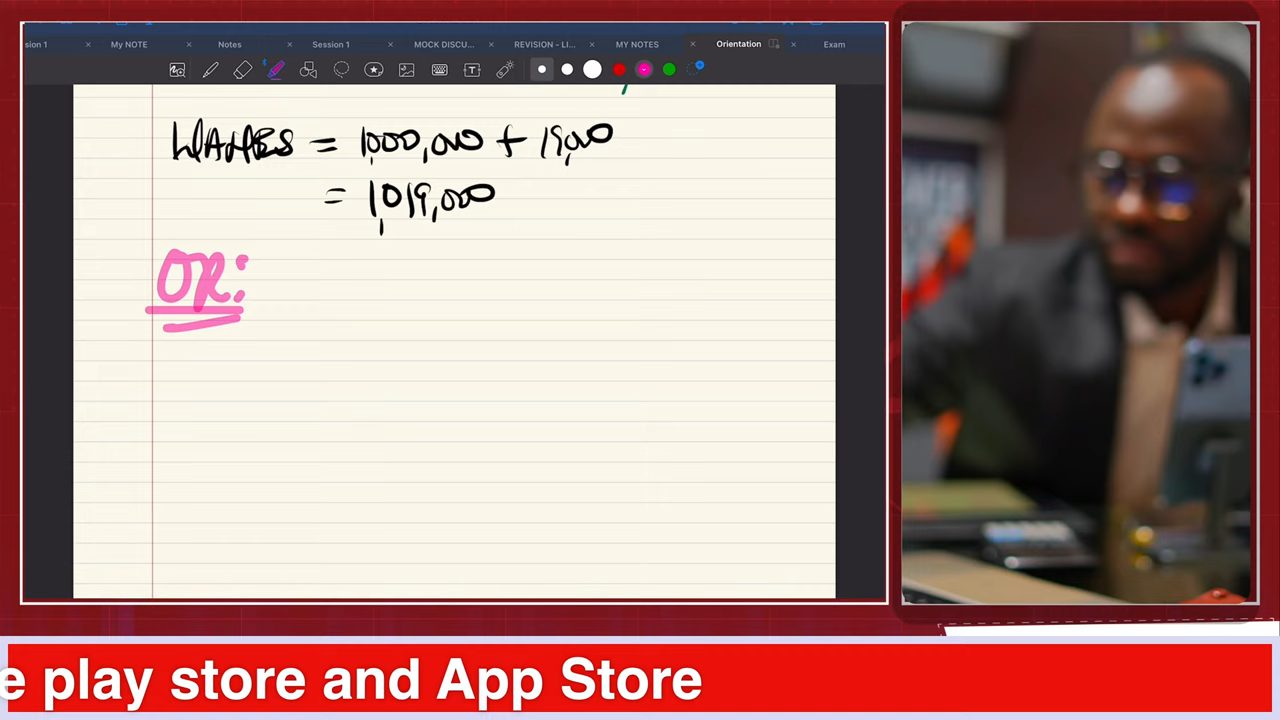 sion 1
My NOTE
Notes
Session 1
MOCK DISCU...
REVISION - LI...
MY NOTES
Orientation
Exam
WAGES = 1,000,000 + 19,000
= 1,019,000
OR:
e play store and App Store